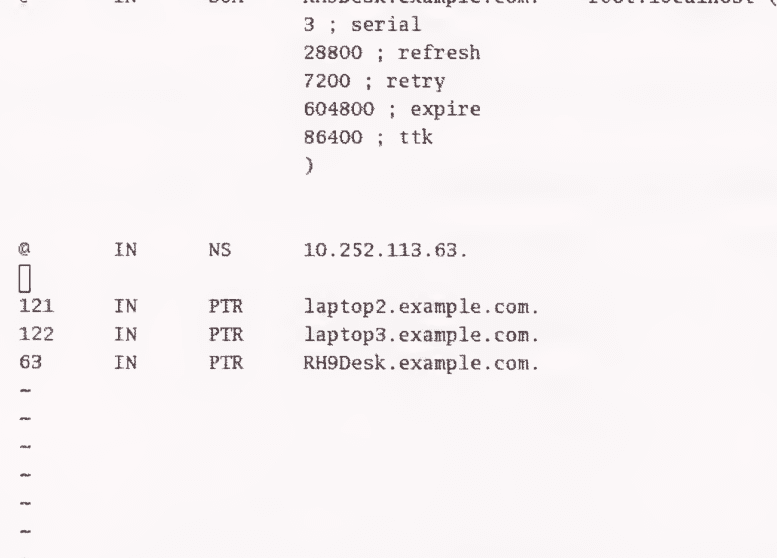 3 ; serial
28800 ; refresh
7200 ; retry
604800 ; expire
86400 ; ttk
)
@ IN NS 10.252.113.63.
121 IN PTR laptop2.example.com.
122 IN PTR laptop3.example.com.
63 IN PTR RH9Desk.example.com.
~
~
~
~
~
~